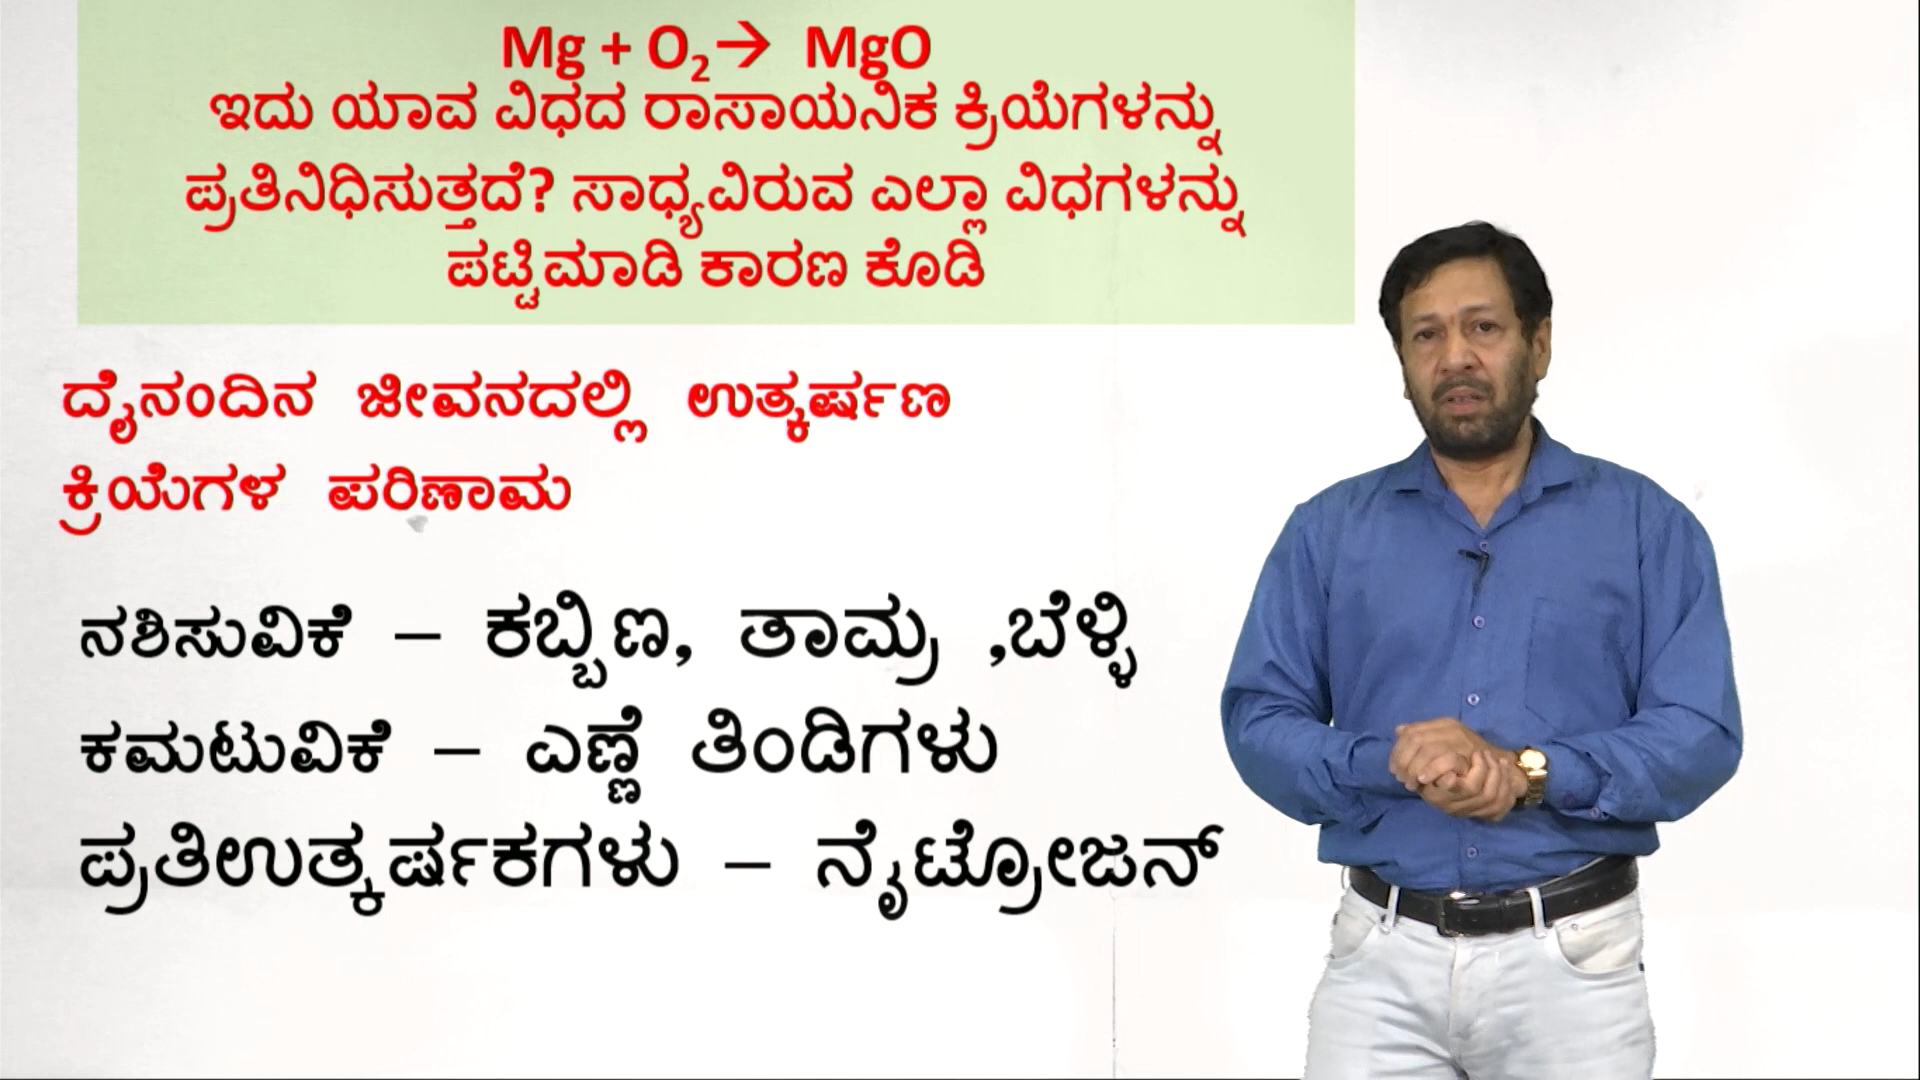 Mg + O₂→ MgO
ಇದು ಯಾವ ವಿಧದ ರಾಸಾಯನಿಕ ಕ್ರಿಯೆಗಳನ್ನು
ಪ್ರತಿನಿಧಿಸುತ್ತದೆ? ಸಾಧ್ಯವಿರುವ ಎಲ್ಲಾ ವಿಧಗಳನ್ನು
ಪಟ್ಟಿಮಾಡಿ ಕಾರಣ ಕೊಡಿ
ದೈನಂದಿನ ಜೀವನದಲ್ಲಿ ಉತ್ಕರ್ಷಣ
ಕ್ರಿಯೆಗಳ ಪರಿಣಾಮ
ನಶಿಸುವಿಕೆ – ಕಬ್ಬಿಣ, ತಾಮ್ರ ,ಬೆಳ್ಳಿ
ಕಮಟುವಿಕೆ – ಎಣ್ಣೆ ತಿಂಡಿಗಳು
ಪ್ರತಿಉತ್ಕರ್ಷಕಗಳು – ನೈಟ್ರೋಜನ್